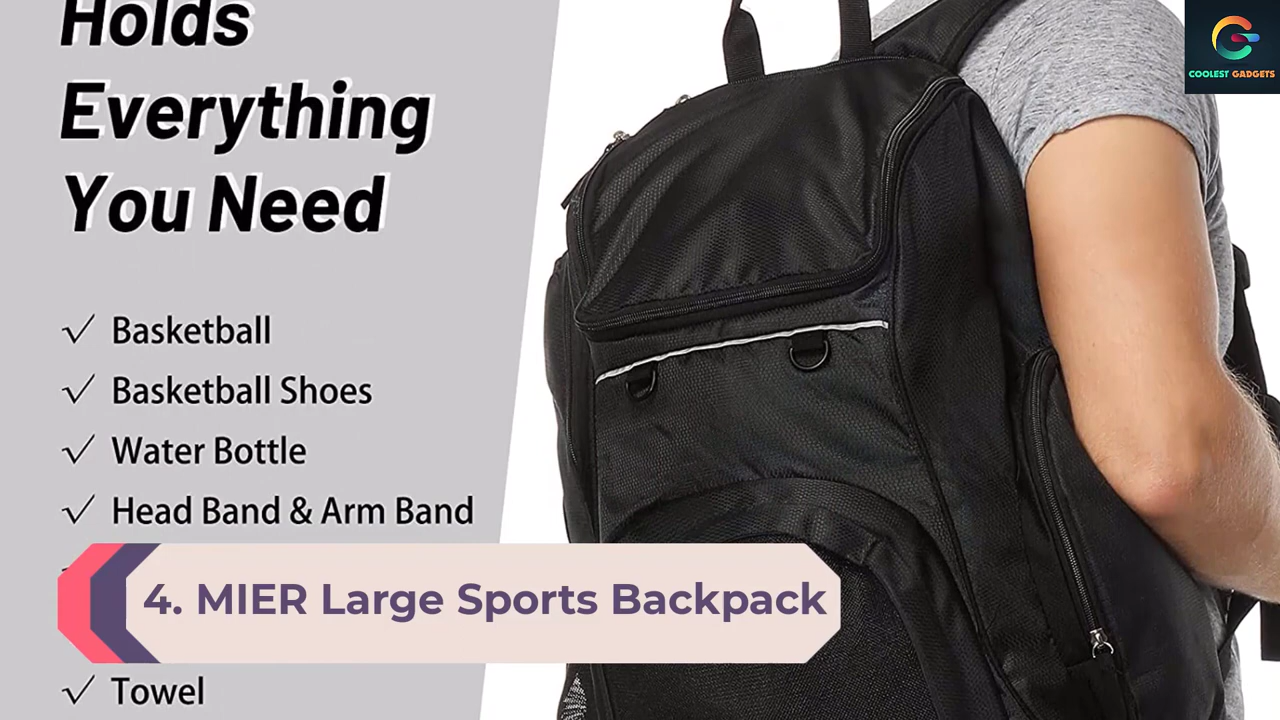 Holds
Everything
You Need
COOLEST GADGETS
✓ Basketball
✓ Basketball Shoes
✓ Water Bottle
✓ Head Band & Arm Band
4. MIER Large Sports Backpack
✓ Towel